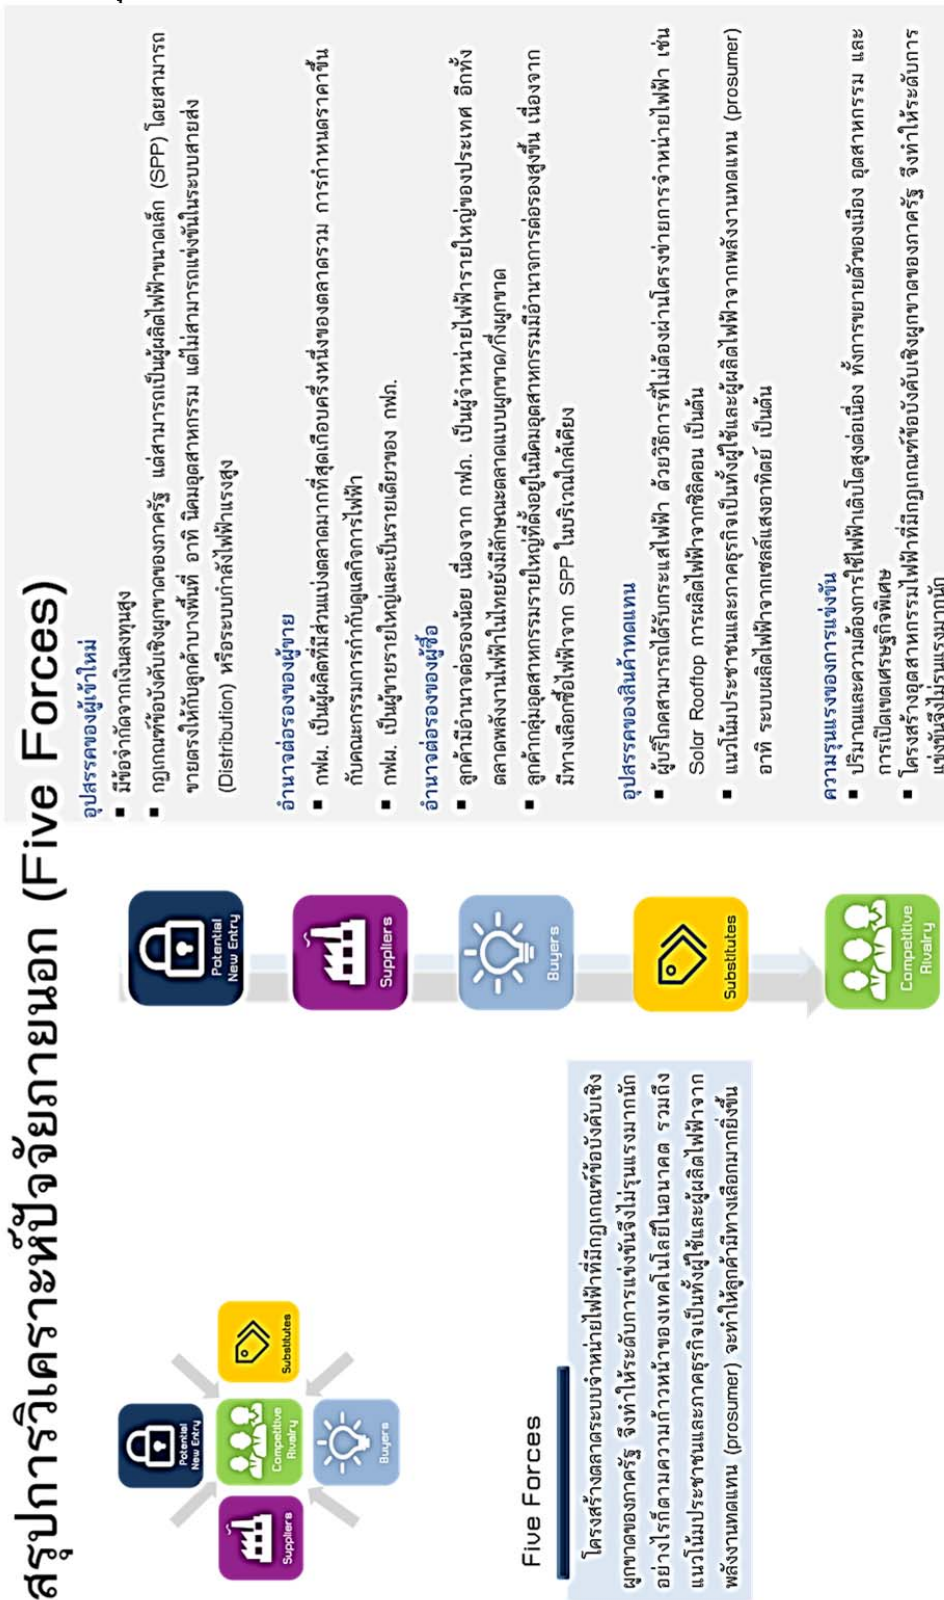 สรุปการวิเคราะห์ปัจจัยภายนอก (Five Forces)
Potential
New Entry
Suppliers
Competitive
Rivalry
Substitutes
Buyers
Five Forces
โครงสร้างตลาดระบบจำหน่ายไฟฟ้าที่มีกฎเกณฑ์ข้อบังคับเชิง
ผูกขาดของภาครัฐ จึงทำให้ระดับการแข่งขันจึงไม่รุนแรงมากนัก
อย่างไรก็ตามความก้าวหน้าของเทคโนโลยีในอนาคต รวมถึง
แนวโน้มประชาชนและภาคธุรกิจเป็นทั้งผู้ใช้และผู้ผลิตไฟฟ้าจาก
พลังงานทดแทน (prosumer) จะทำให้ลูกค้ามีทางเลือกมากยิ่งขึ้น
Potential
New Entry
Suppliers
Buyers
Substitutes
Competitive
Rivalry
อุปสรรคของผู้เข้าใหม่
▪ มีข้อจำกัดจากเงินลงทุนสูง
▪ กฎเกณฑ์ข้อบังคับเชิงผูกขาดของภาครัฐ แต่สามารถเป็นผู้ผลิตไฟฟ้าขนาดเล็ก (SPP) โดยสามารถ
ขายตรงให้กับลูกค้าบางพื้นที่ อาทิ นิคมอุตสาหกรรม แต่ไม่สามารถแข่งขันในระบบสายส่ง
(Distribution) หรือระบบกำลังไฟฟ้าแรงสูง
อำนาจต่อรองของผู้ขาย
▪ กฟผ. เป็นผู้ผลิตที่มีส่วนแบ่งตลาดมากที่สุดเกือบครึ่งหนึ่งของตลาดรวม การกำหนดราคาขึ้น
กับคณะกรรมการกำกับดูแลกิจการไฟฟ้า
▪ กฟผ. เป็นผู้ขายรายใหญ่และเป็นรายเดียวของ กฟภ.
อำนาจต่อรองของผู้ซื้อ
▪ ลูกค้ามีอำนาจต่อรองน้อย เนื่องจาก กฟภ. เป็นผู้จำหน่ายไฟฟ้ารายใหญ่ของประเทศ อีกทั้ง
ตลาดพลังงานไฟฟ้าในไทยยังมีลักษณะตลาดแบบผูกขาด/กึ่งผูกขาด
▪ ลูกค้ากลุ่มอุตสาหกรรมรายใหญ่ที่ตั้งอยู่ในนิคมอุตสาหกรรมมีอำนาจการต่อรองสูงขึ้น เนื่องจาก
มีทางเลือกซื้อไฟฟ้าจาก SPP ในบริเวณใกล้เคียง
อุปสรรคของสินค้าทดแทน
▪ ผู้บริโภคสามารถได้รับกระแสไฟฟ้า ด้วยวิธีการที่ไม่ต้องผ่านโครงข่ายการจำหน่ายไฟฟ้า เช่น
Solar Rooftop การผลิตไฟฟ้าจากซิลิคอน เป็นต้น
▪ แนวโน้มประชาชนและภาคธุรกิจเป็นทั้งผู้ใช้และผู้ผลิตไฟฟ้าจากพลังงานทดแทน (prosumer)
อาทิ ระบบผลิตไฟฟ้าจากเซลล์แสงอาทิตย์ เป็นต้น
ความรุนแรงของการแข่งขัน
▪ ปริมาณและความต้องการใช้ไฟฟ้าเติบโตสูงต่อเนื่อง ทั้งการขยายตัวของเมือง อุตสาหกรรม และ
การเปิดเขตเศรษฐกิจพิเศษ
▪ โครงสร้างอุตสาหกรรมไฟฟ้าที่มีกฎเกณฑ์ข้อบังคับเชิงผูกขาดของภาครัฐ จึงทำให้ระดับการ
แข่งขันจึงไม่รุนแรงมากนัก